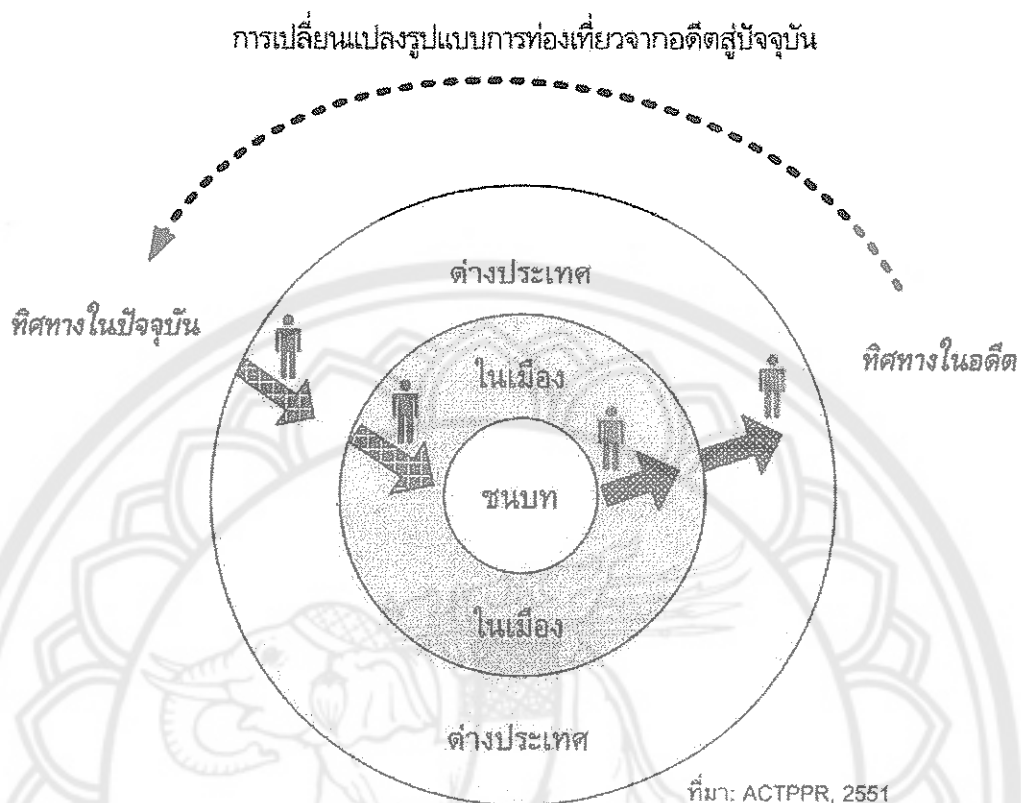 การเปลี่ยนแปลงรูปแบบการท่องเที่ยวจากอดีตสู่ปัจจุบัน
ต่างประเทศ
ทิศทางในปัจจุบัน
ทิศทางในอดีต
ในเมือง
ชนบท
ในเมือง
ต่างประเทศ
ที่มา: ACTPPR, 2551